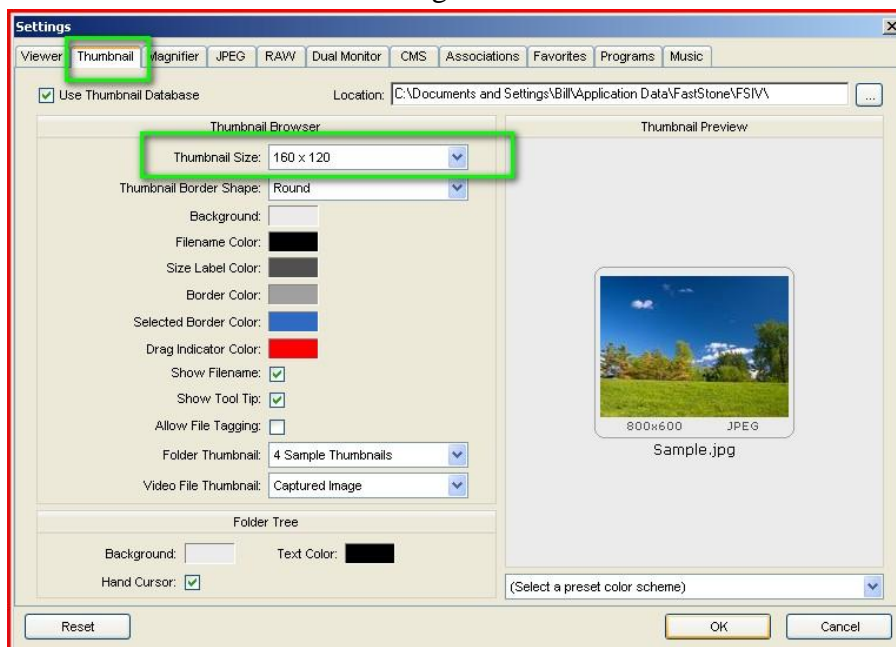 Settings
Viewer Thumbnail Magnifier JPEG RAW Dual Monitor CMS Associations Favorites Programs Music
Use Thumbnail Database Location: C:\Documents and Settings\Bill\Application Data\FastStone\FSIV\ ...
Thumbnail Browser
Thumbnail Size: 160 x 120
Thumbnail Border Shape: Round
Background:
Filename Color:
Size Label Color:
Border Color:
Selected Border Color:
Drag Indicator Color:
Show Filename:
Show Tool Tip:
Allow File Tagging:
Folder Thumbnail: 4 Sample Thumbnails
Video File Thumbnail: Captured Image
Folder Tree
Background: Text Color:
Hand Cursor:
Thumbnail Preview
800x600 JPEG
Sample.jpg
(Select a preset color scheme)
Reset OK Cancel